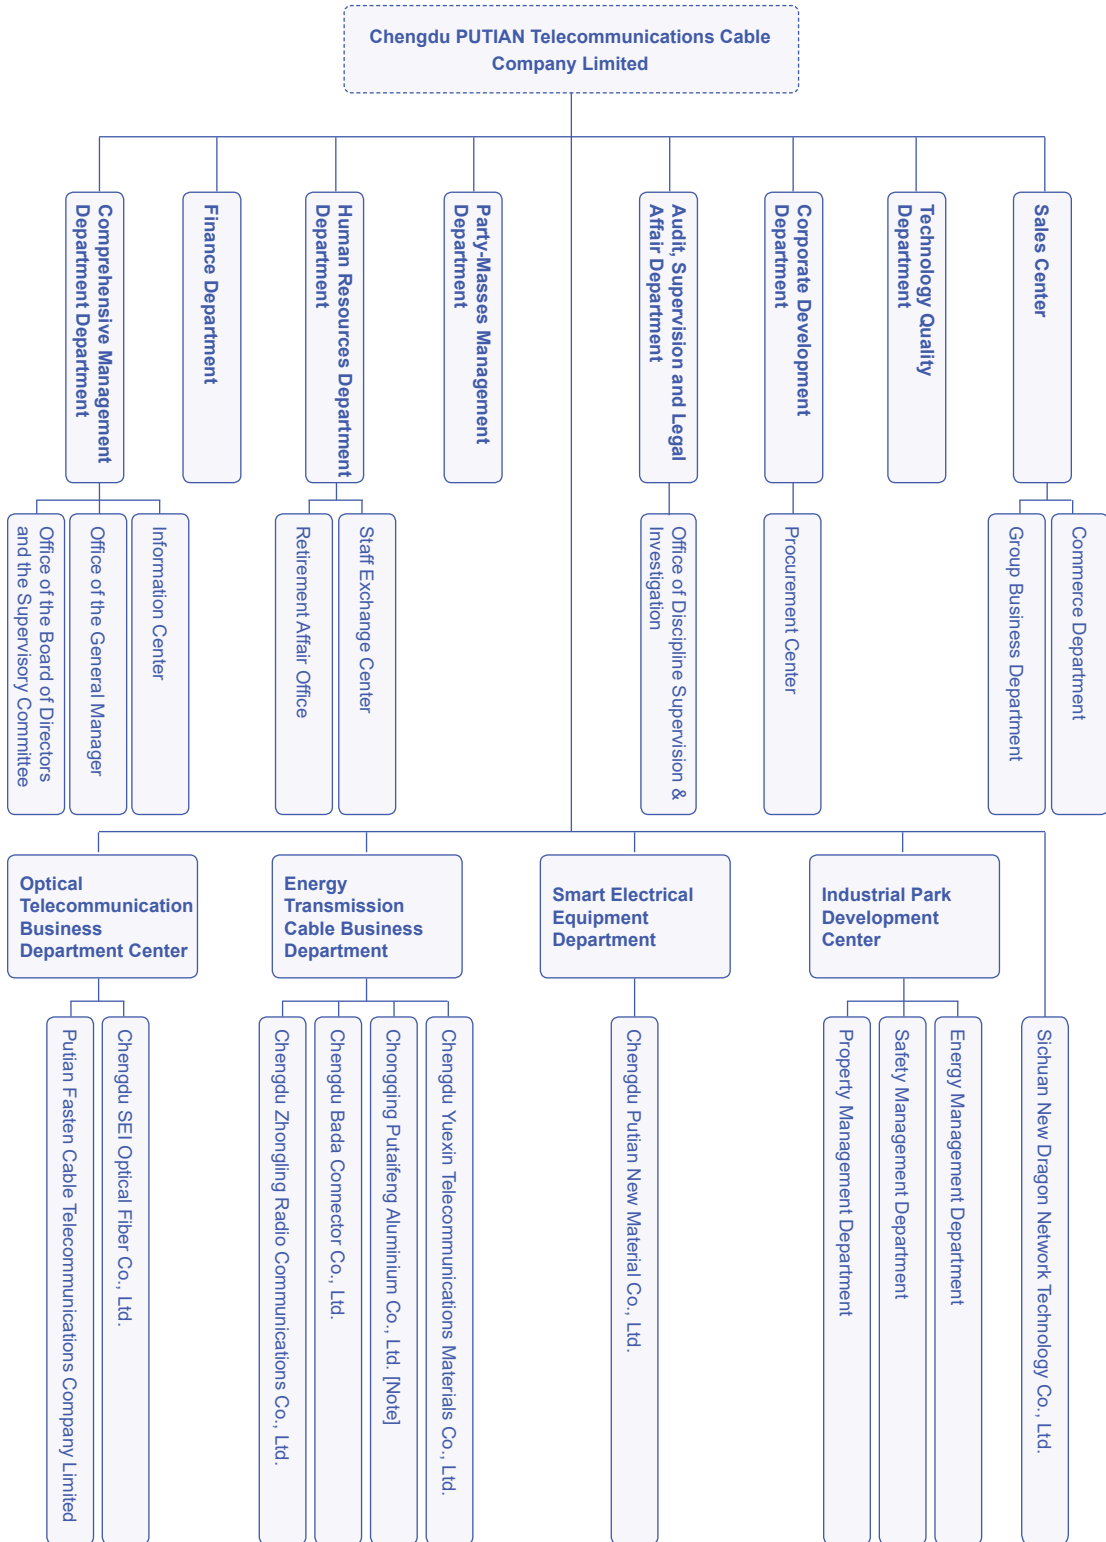 Chengdu PUTIAN Telecommunications Cable
Company Limited
Comprehensive Management
Department Department
Finance Department
Human Resources Department
Department
Party-Masses Management
Department
Audit, Supervision and Legal
Affair Department
Corporate Development
Department
Technology Quality
Department
Sales Center
Office of the Board of Directors
and the Supervisory Committee
Office of the General Manager
Information Center
Retirement Affair Office
Staff Exchange Center
Office of Discipline Supervision &
Investigation
Procurement Center
Group Business Department
Commerce Department
Optical
Telecommunication
Business
Department Center
Energy
Transmission
Cable Business
Department
Smart Electrical
Equipment
Department
Industrial Park
Development
Center
Putian Fasten Cable Telecommunications Company Limited
Chengdu SEI Optical Fiber Co., Ltd.
Chengdu Zhongling Radio Communications Co., Ltd.
Chengdu Bada Connector Co., Ltd.
Chongqing Putaifeng Aluminium Co., Ltd. [Note]
Chengdu Yuexin Telecommunications Materials Co., Ltd.
Chengdu Putian New Material Co., Ltd.
Property Management Department
Safety Management Department
Energy Management Department
Sichuan New Dragon Network Technology Co., Ltd.